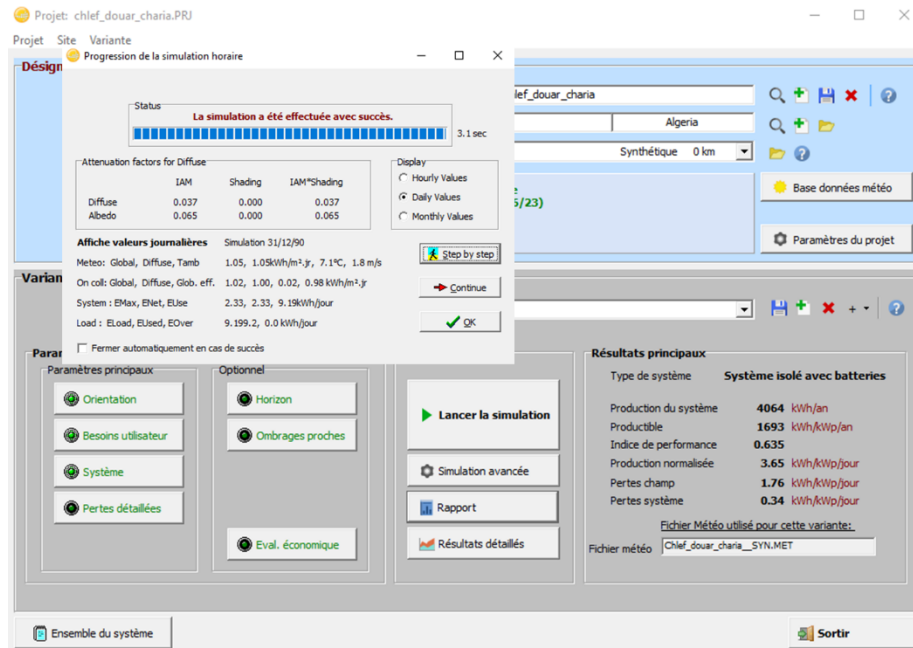 Projet: chlef_douar_charia.PRJ
Projet Site Variante
Progression de la simulation horaire
Désign
Status
La simulation a été effectuée avec succès.
3.1 sec
Attenuation factors for Diffuse
IAM Shading IAM*Shading
Diffuse 0.037 0.000 0.037
Albedo 0.065 0.000 0.065
Display
Hourly Values
Daily Values
Monthly Values
Affiche valeurs journalières Simulation 31/12/90
Meteo: Global, Diffuse, Tamb 1.05, 1.05kWh/m².jr, 7.1°C, 1.8 m/s
On coll: Global, Diffuse, Glob. eff. 1.02, 1.00, 0.02, 0.98 kWh/m².jr
System : EMax, ENet, EUse 2.33, 2.33, 9.19kWh/jour
Load : ELoad, EUsed, EOver 9.199.2, 0.0 kWh/jour
Step by step
Continue
OK
Fermer automatiquement en cas de succès
lef_douar_charia
Algeria
Synthétique 0 km
5/23)
Base données météo
Paramètres du projet
Varian
Parar
Paramètres principaux
Orientation
Besoins utilisateur
Système
Pertes détaillées
Optionnel
Horizon
Ombrages proches
Eval. économique
Lancer la simulation
Simulation avancée
Rapport
Résultats détaillés
Résultats principaux
Type de système Système isolé avec batteries
Production du système 4064 kWh/an
Productible 1693 kWh/kWp/an
Indice de performance 0.635
Production normalisée 3.65 kWh/kWp/jour
Pertes champ 1.76 kWh/kWp/jour
Pertes système 0.34 kWh/kWp/jour
Fichier Météo utilisé pour cette variante:
Fichier météo Chlef_douar_charia__SYN.MET
Ensemble du système
Sortir